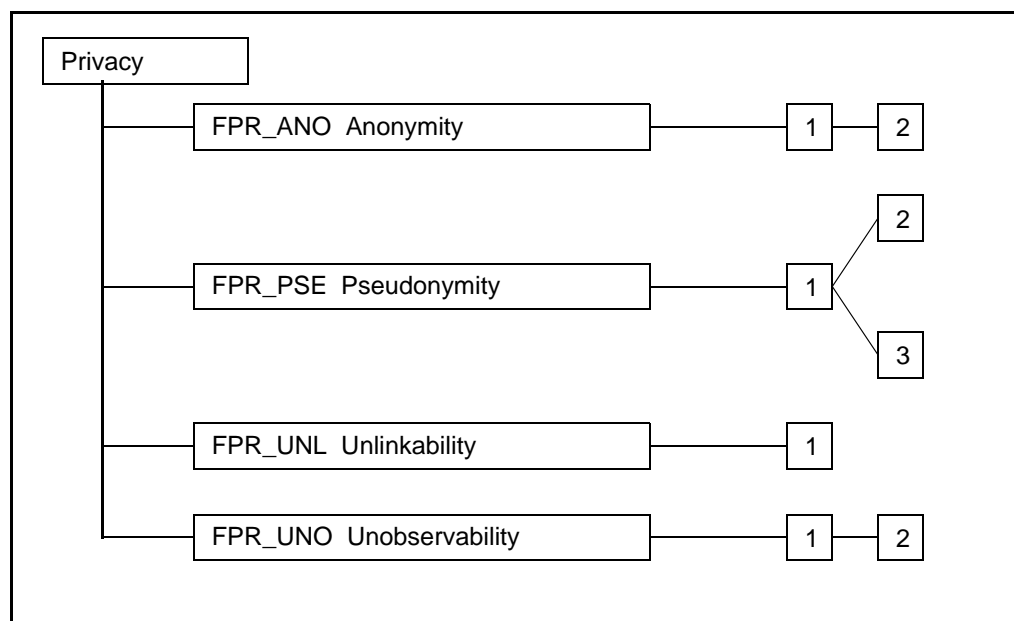 Privacy
FPR_ANO Anonymity 1 2
2
FPR_PSE Pseudonymity 1
3
FPR_UNL Unlinkability 1
FPR_UNO Unobservability 1 2